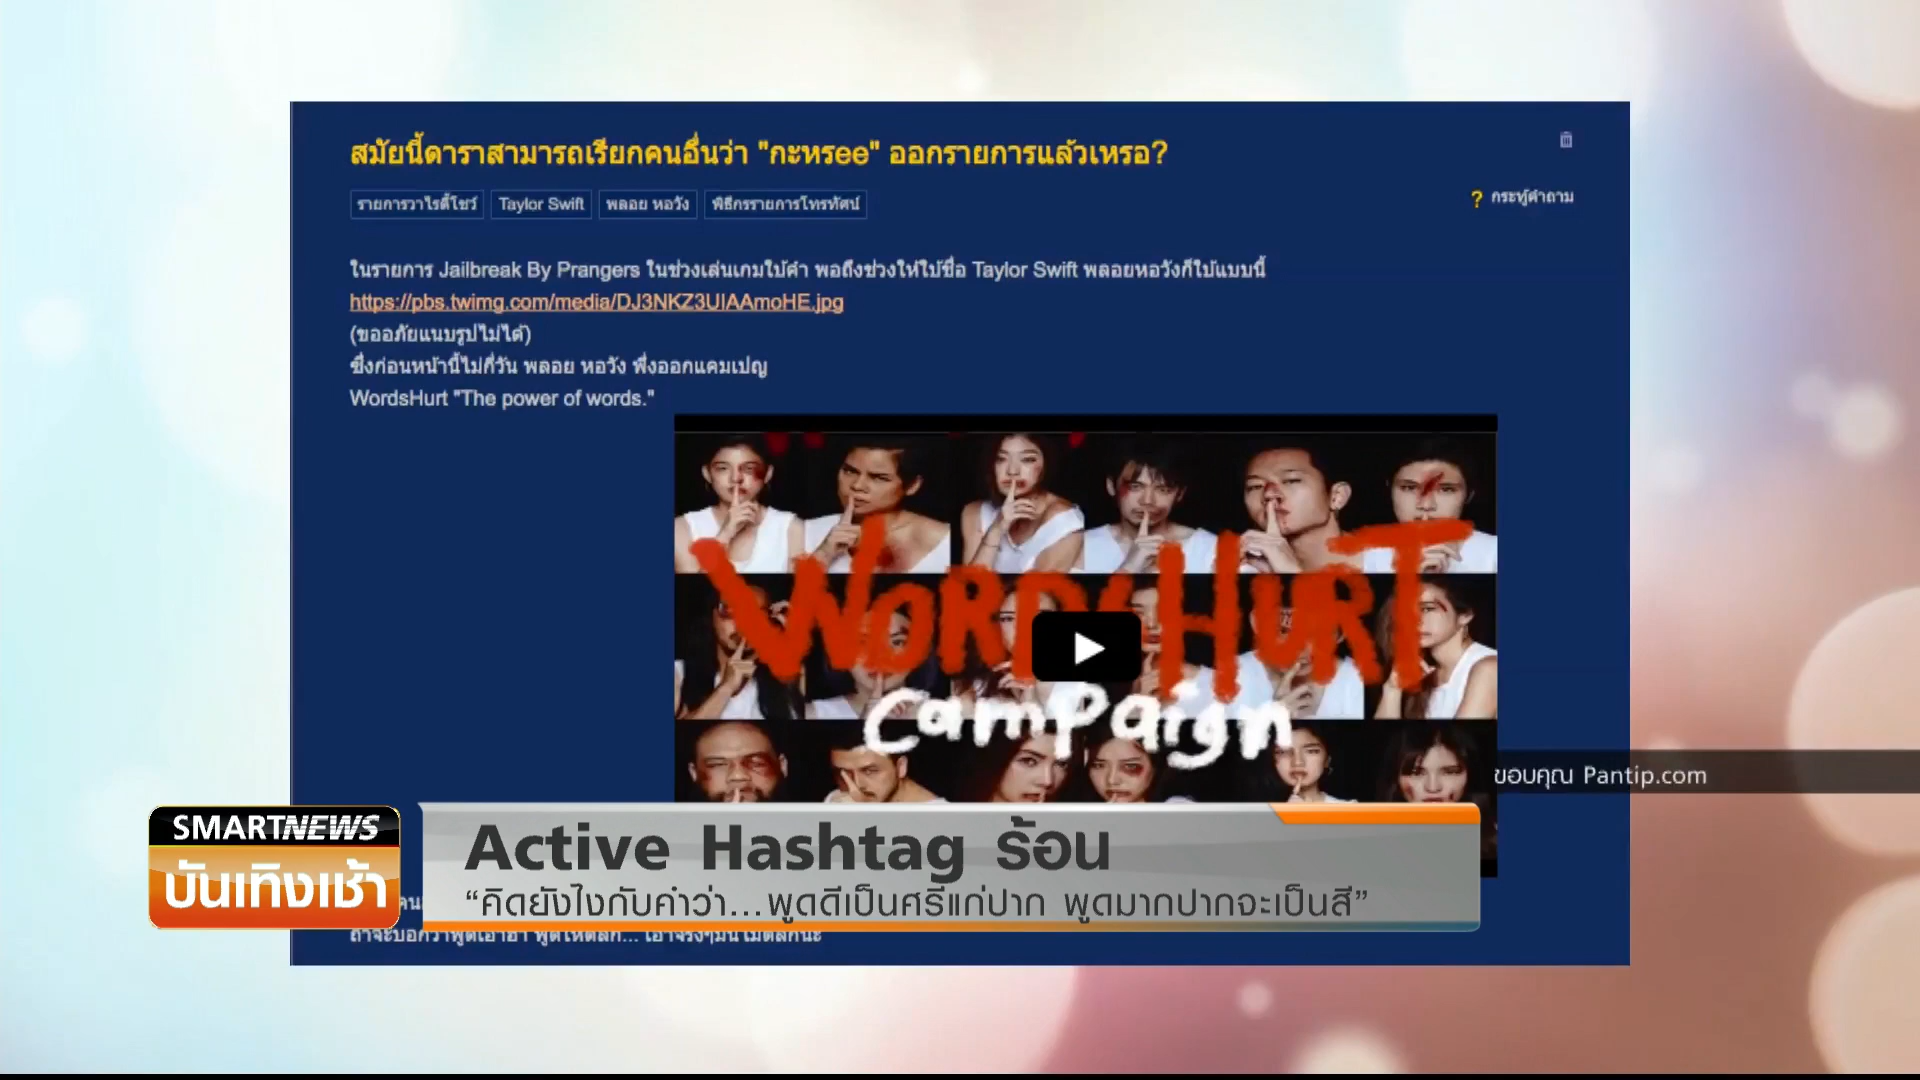 สมัยนี้ดาราสามารถเรียกคนอื่นว่า "กะหรee" ออกรายการแล้วเหรอ?
รายการวาไรตี้โชว์ Taylor Swift พลอย หอวัง พิธีกรรายการโทรทัศน์
? กระทู้คำถาม
ในรายการ Jailbreak By Prangers ในช่วงเล่นเกมใบ้คำ พอถึงช่วงให้ใบ้ชื่อ Taylor Swift พลอยหอวังก็ใบ้แบบนี้
https://pbs.twimg.com/media/DJ3NKZ3UIAAmoHE.jpg
(ขออภัยแนบรูปไม่ได้)
ซึ่งก่อนหน้านี้ไม่กี่วัน พลอย หอวัง พึ่งออกแคมเปญ
WordsHurt "The power of words."
WORDSHURT
campaign
ขอบคุณ Pantip.com
SMARTNEWS
บันเทิงเช้า
Active Hashtag ร้อน
“คิดยังไงกับคำว่า...พูดดีเป็นศรีแก่ปาก พูดมากปากจะเป็นสี”